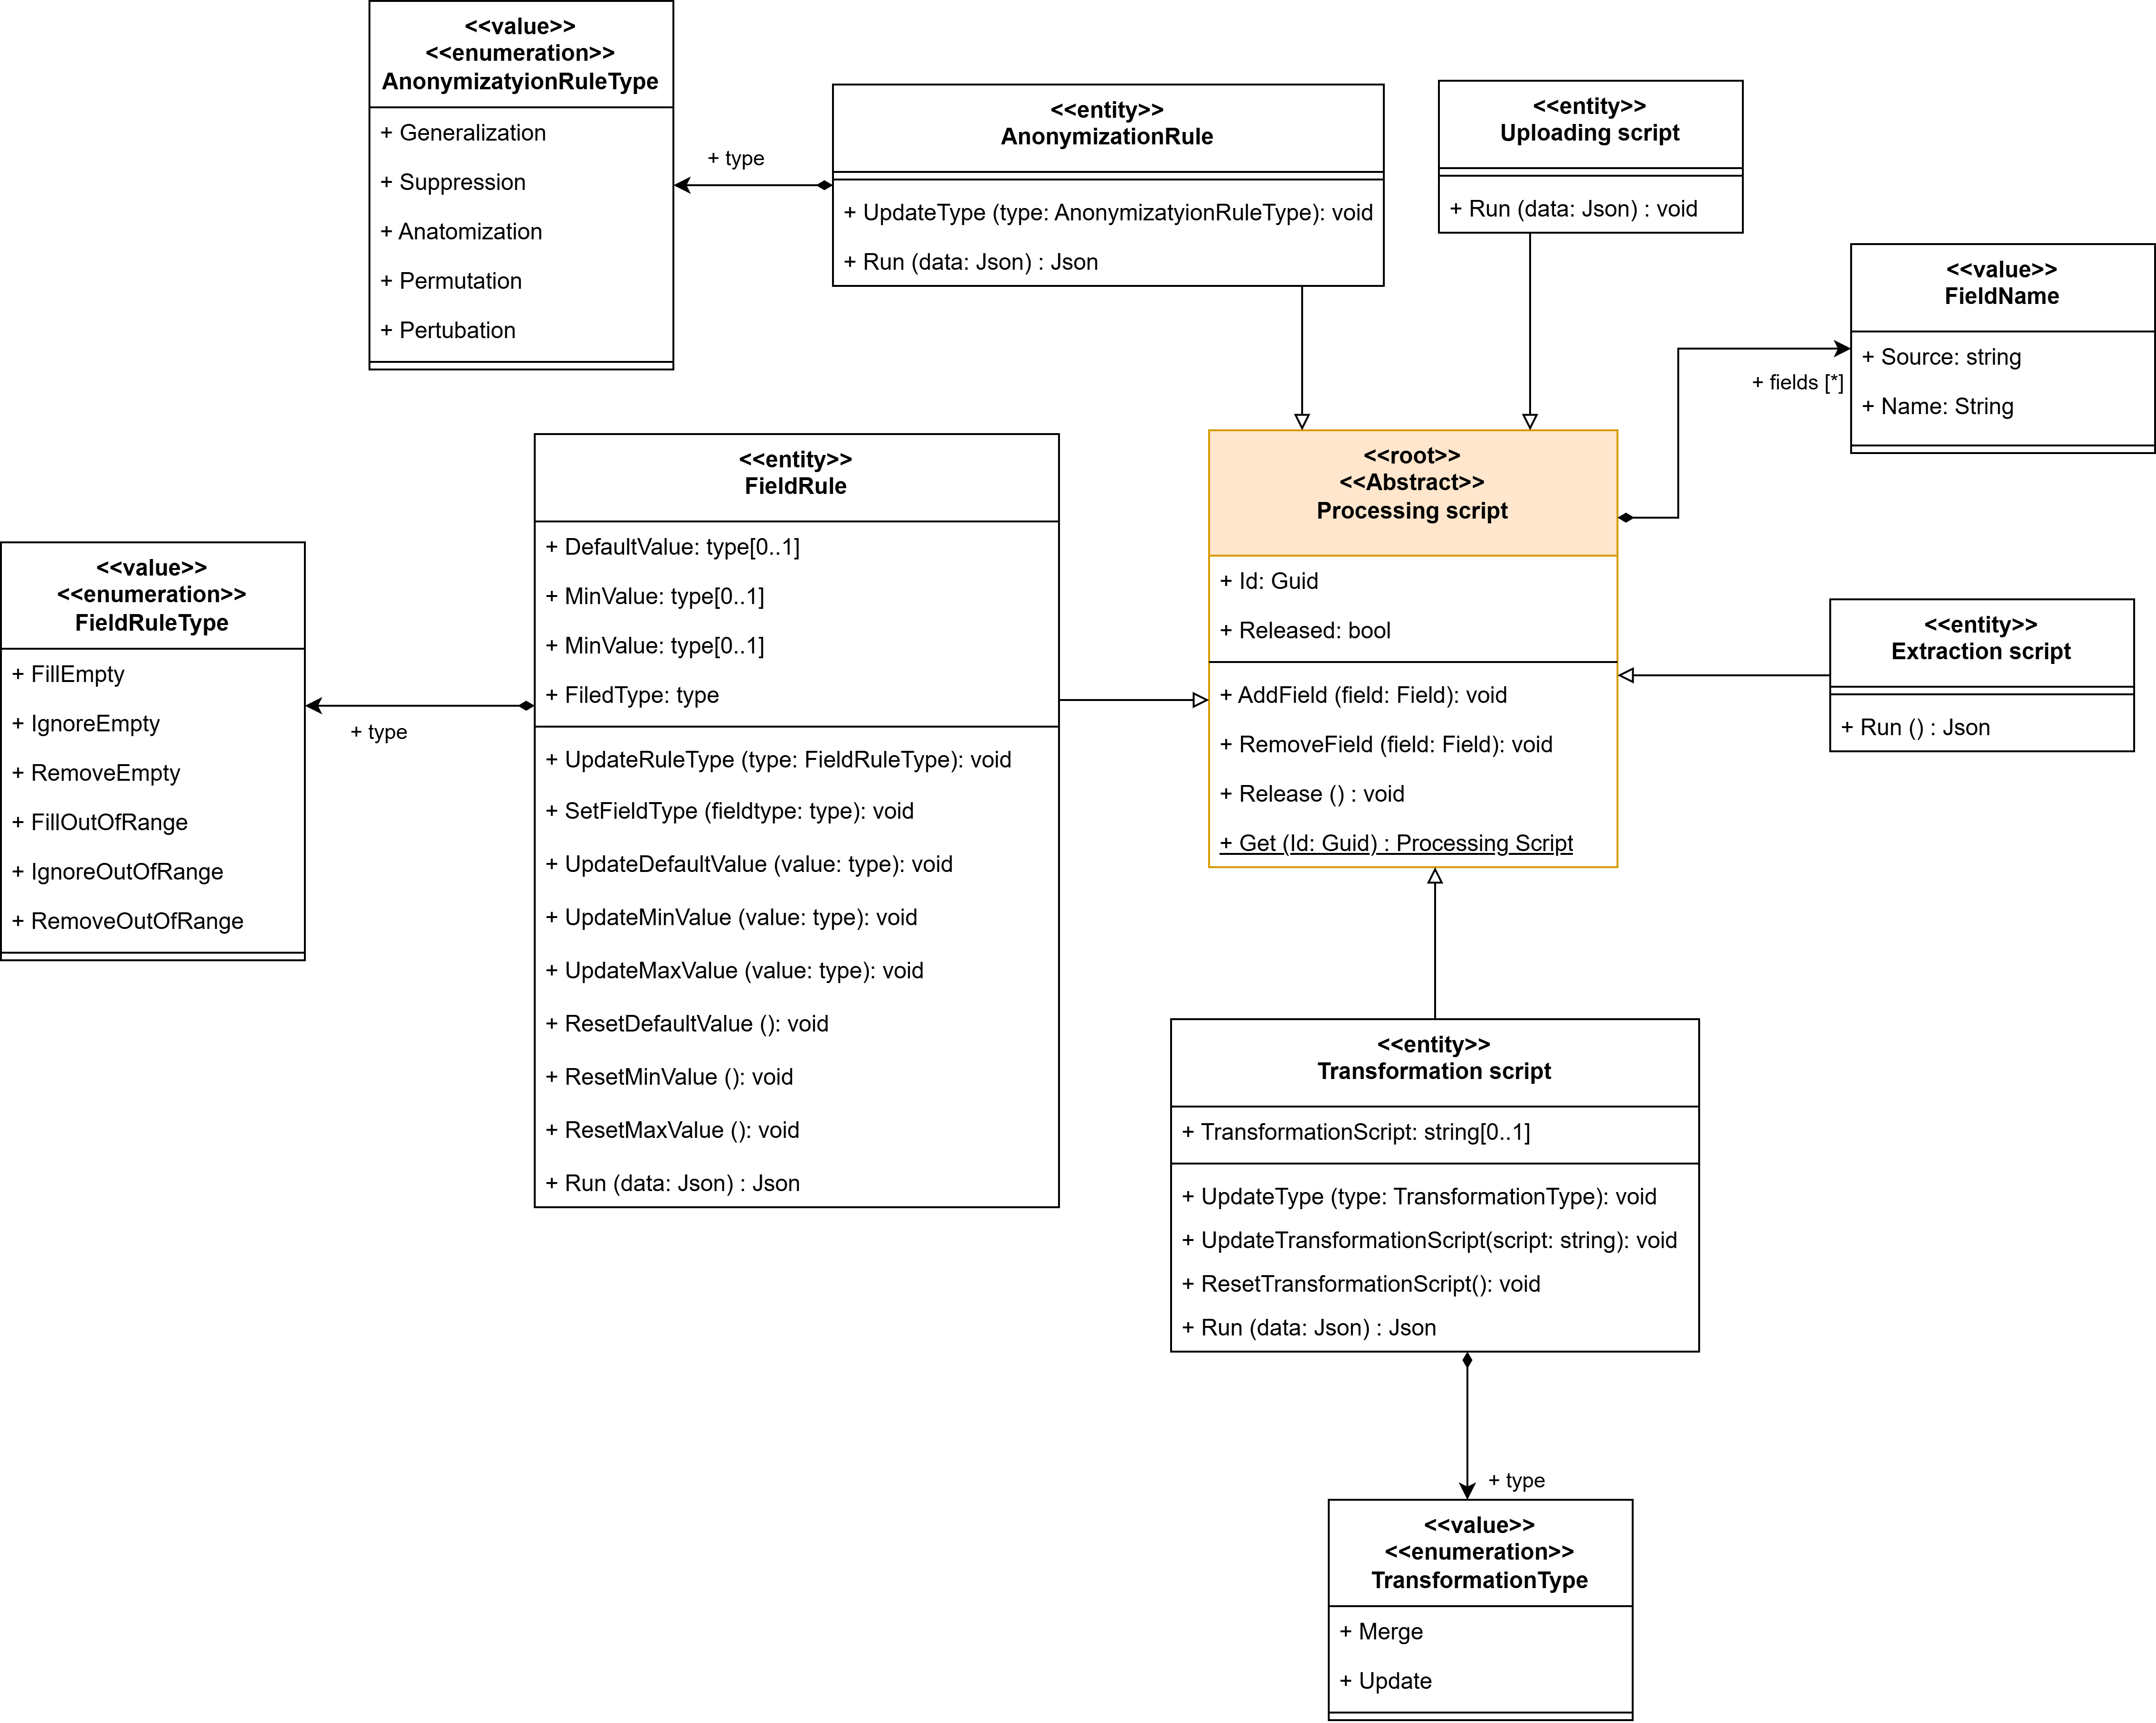 <<value>>
<<enumeration>>
AnonymizatyionRuleType
+ Generalization
+ Suppression
+ Anatomization
+ Permutation
+ Pertubation
+ type
<<entity>>
AnonymizationRule
+ UpdateType (type: AnonymizatyionRuleType): void
+ Run (data: Json) : Json
<<entity>>
Uploading script
+ Run (data: Json) : void
<<value>>
FieldName
+ Source: string
+ Name: String
+ fields [*]
<<value>>
<<enumeration>>
FieldRuleType
+ FillEmpty
+ IgnoreEmpty
+ RemoveEmpty
+ FillOutOfRange
+ IgnoreOutOfRange
+ RemoveOutOfRange
+ type
<<entity>>
FieldRule
+ DefaultValue: type[0..1]
+ MinValue: type[0..1]
+ MinValue: type[0..1]
+ FiledType: type
+ UpdateRuleType (type: FieldRuleType): void
+ SetFieldType (fieldtype: type): void
+ UpdateDefaultValue (value: type): void
+ UpdateMinValue (value: type): void
+ UpdateMaxValue (value: type): void
+ ResetDefaultValue (): void
+ ResetMinValue (): void
+ ResetMaxValue (): void
+ Run (data: Json) : Json
<<root>>
<<Abstract>>
Processing script
+ Id: Guid
+ Released: bool
+ AddField (field: Field): void
+ RemoveField (field: Field): void
+ Release () : void
+ Get (Id: Guid) : Processing Script
<<entity>>
Extraction script
+ Run () : Json
<<entity>>
Transformation script
+ TransformationScript: string[0..1]
+ UpdateType (type: TransformationType): void
+ UpdateTransformationScript(script: string): void
+ ResetTransformationScript(): void
+ Run (data: Json) : Json
+ type
<<value>>
<<enumeration>>
TransformationType
+ Merge
+ Update